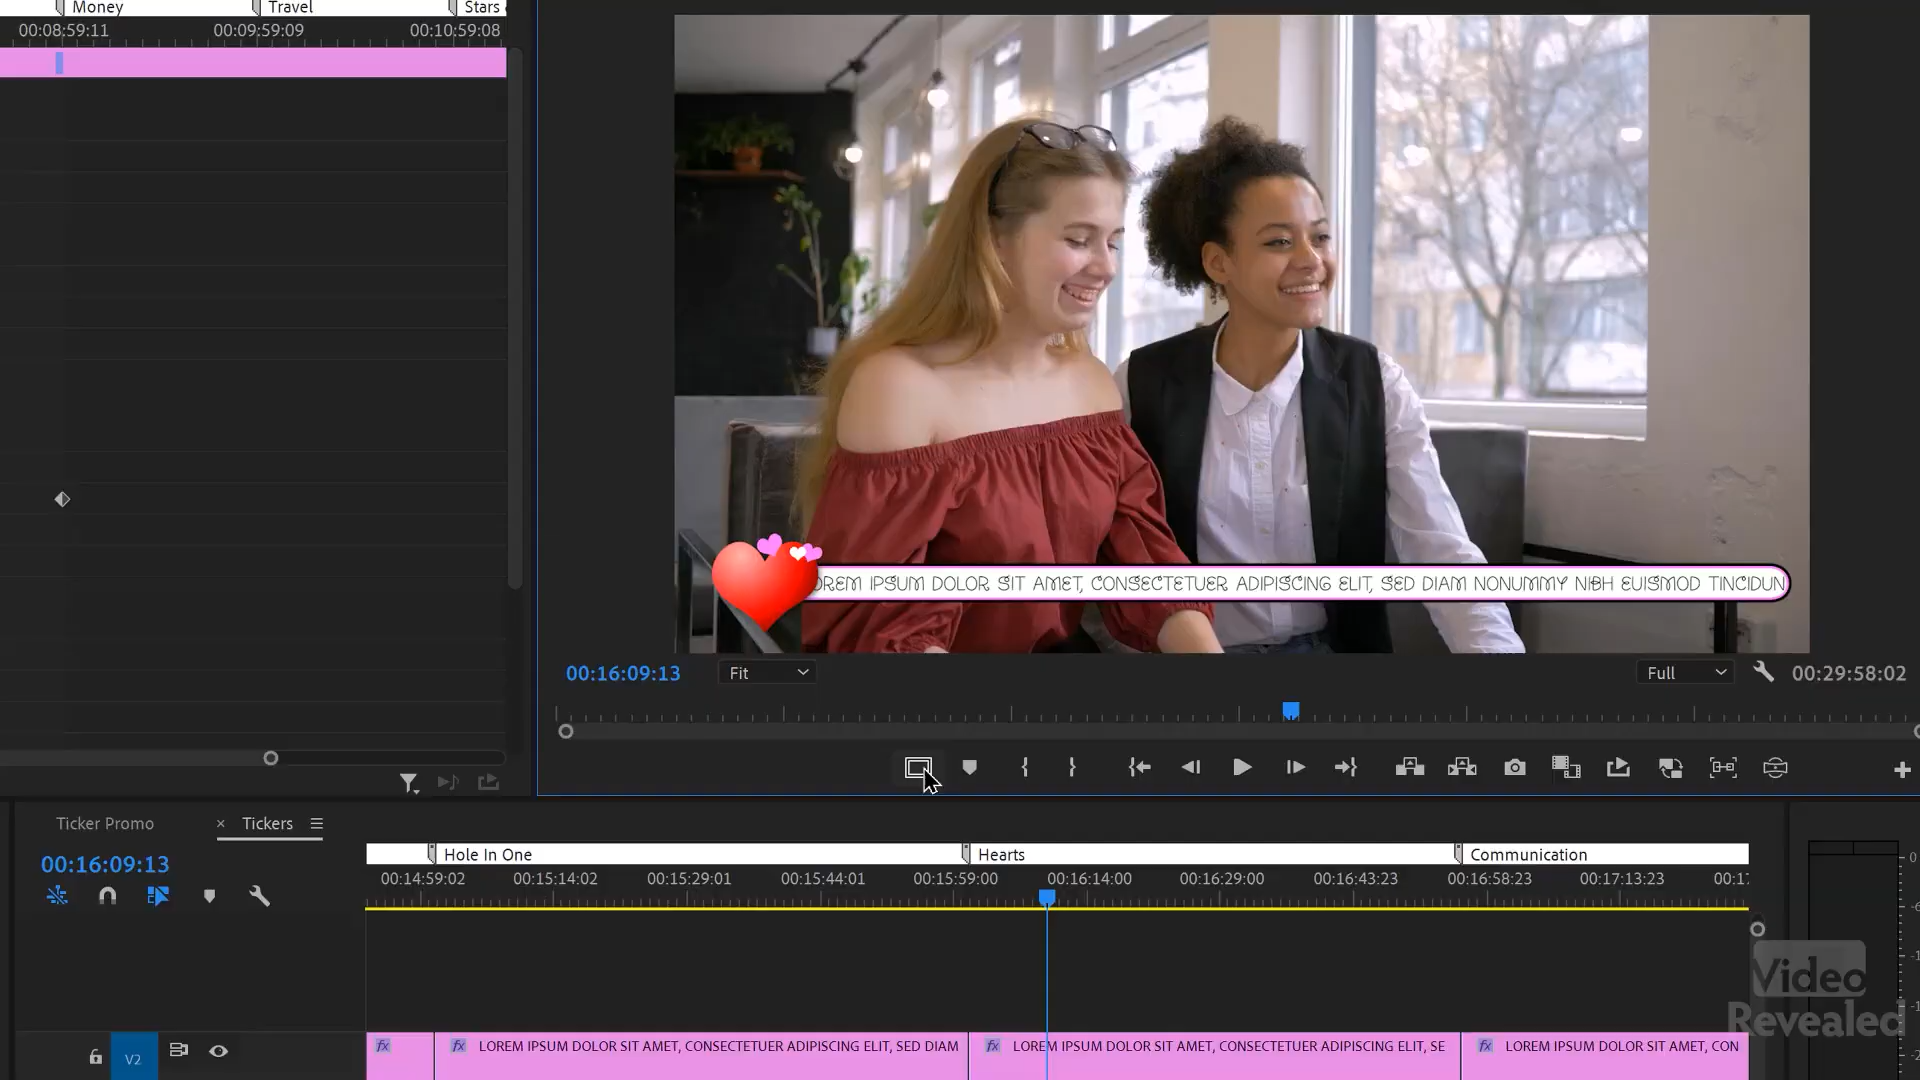 Money
Travel
Stars
00:08:59:11
00:09:59:09
00:10:59:08
OREM IPSUM DOLOR SIT AMET, CONSECTETUER ADIPISCING ELIT, SED DIAM NONUMMY NIBH EUISMOD TINCIDUN
00:16:09:13
Fit
Full
00:29:58:02
Ticker Promo
× Tickers
00:16:09:13
Hole In One
Hearts
Communication
00:14:59:02
00:15:14:02
00:15:29:01
00:15:44:01
00:15:59:00
00:16:14:00
00:16:29:00
00:16:43:23
00:16:58:23
00:17:13:23
00:17
0
Video
Revealed
V2
fx
fx LOREM IPSUM DOLOR SIT AMET, CONSECTETUER ADIPISCING ELIT, SED DIAM
fx LOREM IPSUM DOLOR SIT AMET, CONSECTETUER ADIPISCING ELIT, SE
fx LOREM IPSUM DOLOR SIT AMET, CON